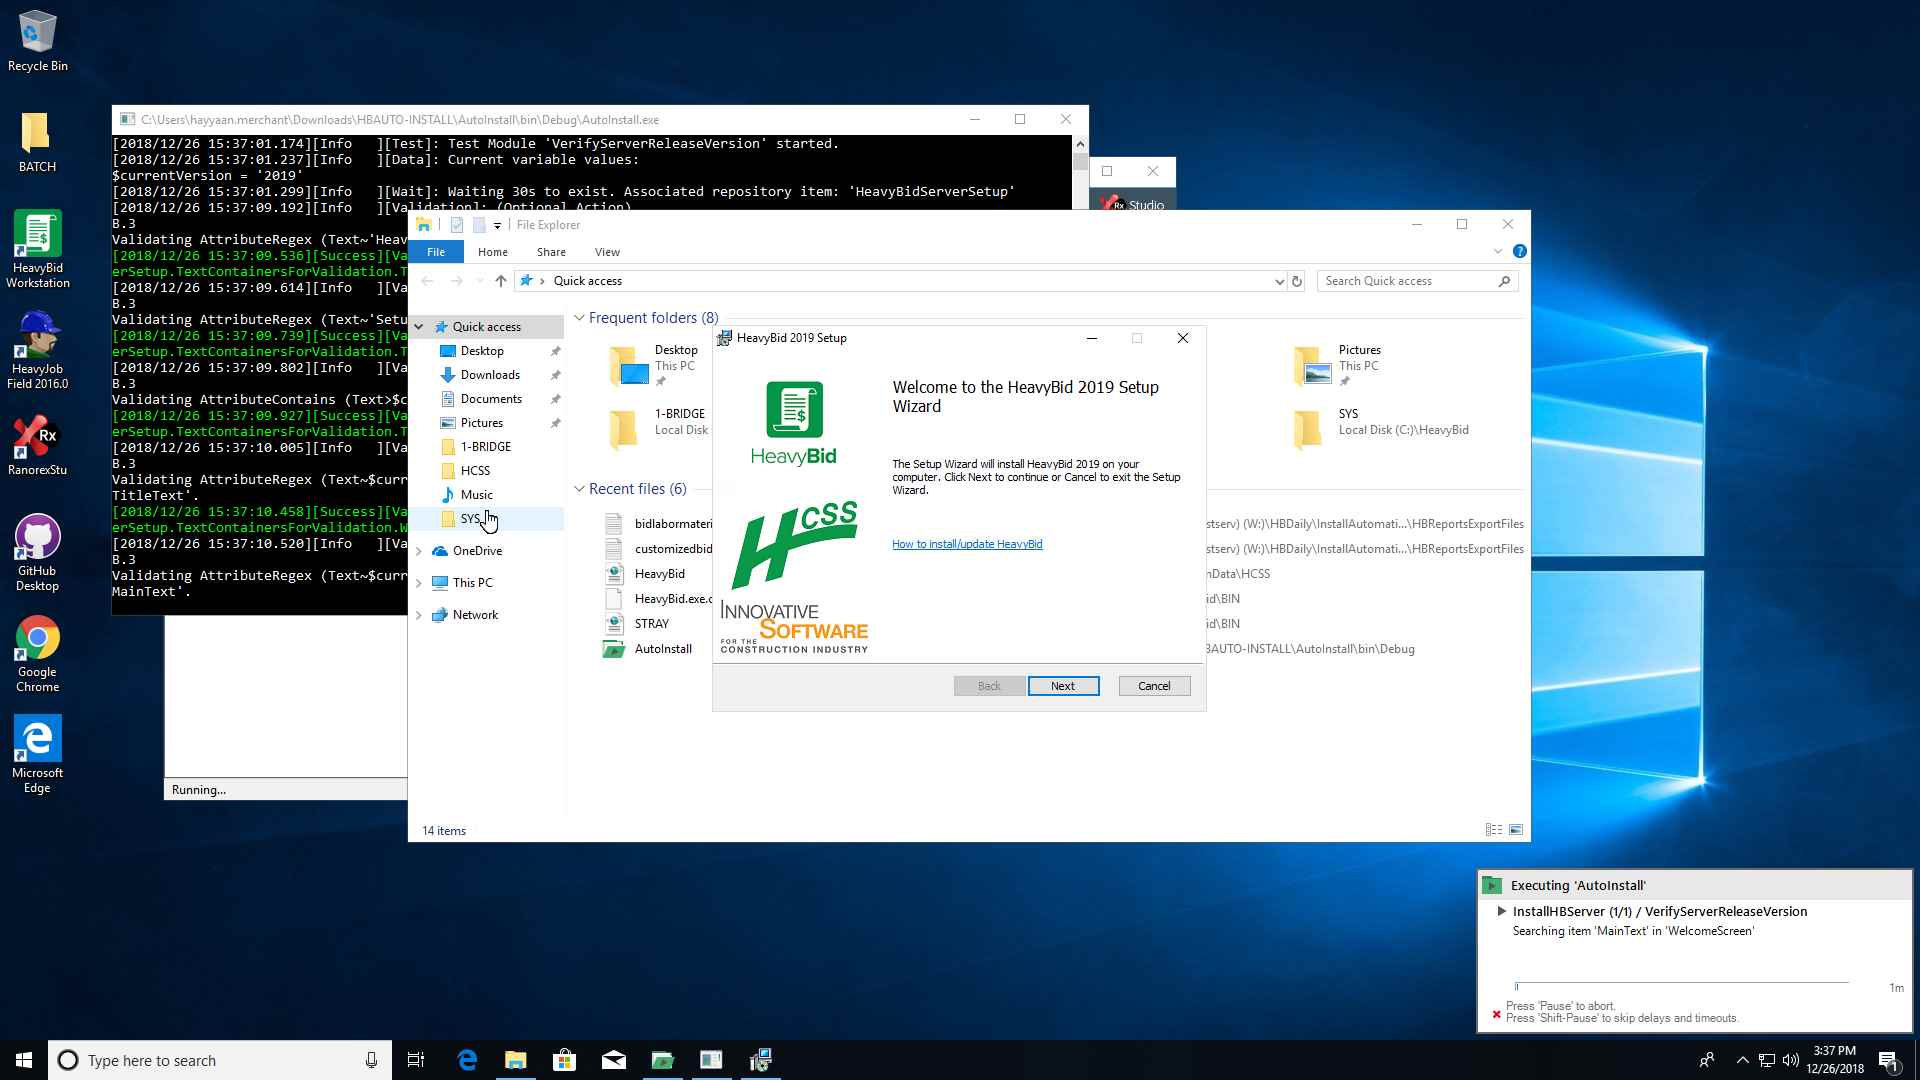 Recycle Bin
BATCH
HeavyBid
Workstation
HeavyJob
Field 2016.0
RanorexStu
GitHub
Desktop
Google
Chrome
Microsoft
Edge
C:\Users\hayyaan.merchant\Downloads\HBAUTO-INSTALL\AutoInstall\bin\Debug\AutoInstall.exe
[2018/12/26 15:37:01.174][Info   ][Test]: Test Module 'VerifyServerReleaseVersion' started.
[2018/12/26 15:37:01.237][Info   ][Data]: Current variable values:
$currentVersion = '2019'
[2018/12/26 15:37:01.299][Info   ][Wait]: Waiting 30s to exist. Associated repository item: 'HeavyBidServerSetup'
[2018/12/26 15:37:09.192][Info   ][Validation]: (Optional Action)
B.3
Validating AttributeRegex (Text~'Heav
[2018/12/26 15:37:09.536][Success][Va
erSetup.TextContainersForValidation.T
[2018/12/26 15:37:09.614][Info   ][Va
B.3
Validating AttributeRegex (Text~'Setu
[2018/12/26 15:37:09.739][Success][Va
erSetup.TextContainersForValidation.T
[2018/12/26 15:37:09.802][Info   ][Va
B.3
Validating AttributeContains (Text>$c
[2018/12/26 15:37:09.927][Success][Va
erSetup.TextContainersForValidation.T
[2018/12/26 15:37:10.005][Info   ][Va
B.3
Validating AttributeRegex (Text~$curr
TitleText'.
[2018/12/26 15:37:10.458][Success][Va
erSetup.TextContainersForValidation.W
[2018/12/26 15:37:10.520][Info   ][Va
B.3
Validating AttributeRegex (Text~$curr
MainText'.
Rx Studio
Running...
File Explorer
File Home Share View
Quick access
Search Quick access
Quick access
Desktop
Downloads
Documents
Pictures
1-BRIDGE
HCSS
Music
SYS
OneDrive
This PC
Network
Frequent folders (8)
Desktop
This PC
1-BRIDGE
Local Disk
Pictures
This PC
SYS
Local Disk (C:)\HeavyBid
Recent files (6)
bidlabormateri
stserv) (W:)\HBDaily\InstallAutomati...\HBReportsExportFiles
customizedbid
stserv) (W:)\HBDaily\InstallAutomati...\HBReportsExportFiles
HeavyBid
nData\HCSS
HeavyBid.exe.c
id\BIN
STRAY
id\BIN
AutoInstall
BAUTO-INSTALL\AutoInstall\bin\Debug
14 items
HeavyBid 2019 Setup
HeavyBid
HCSS
INNOVATIVE
SOFTWARE
FOR THE
CONSTRUCTION INDUSTRY
Welcome to the HeavyBid 2019 Setup
Wizard
The Setup Wizard will install HeavyBid 2019 on your
computer. Click Next to continue or Cancel to exit the Setup
Wizard.
How to install/update HeavyBid
Back Next Cancel
Executing 'AutoInstall'
InstallHBServer (1/1) / VerifyServerReleaseVersion
Searching item 'MainText' in 'WelcomeScreen'
1m
Press 'Pause' to abort.
Press 'Shift-Pause' to skip delays and timeouts.
Type here to search
3:37 PM
12/26/2018
1